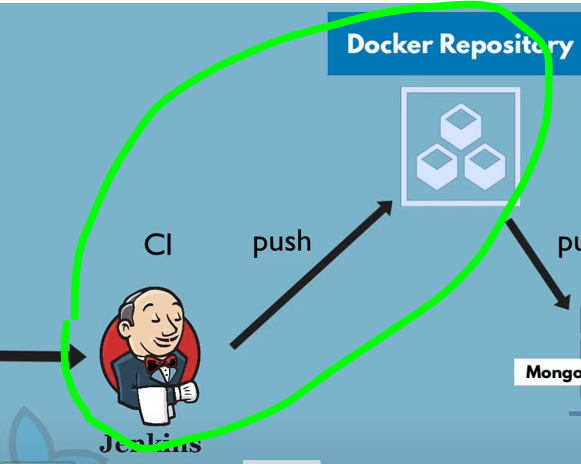 Docker Repository
CI
push
pu
Mongo
Jenkins